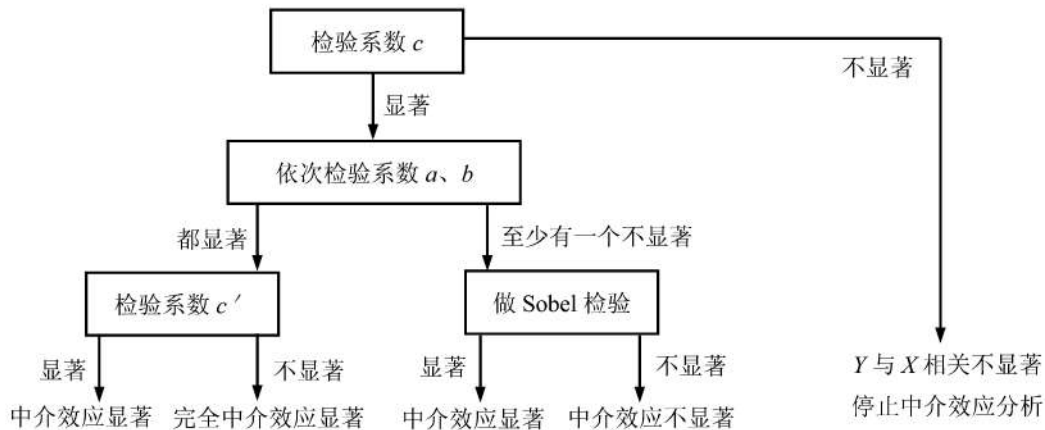 检验系数 c
不显著
显著
依次检验系数 a、b
都显著
至少有一个不显著
检验系数 c′
做 Sobel 检验
显著
不显著
显著
不显著
Y 与 X 相关不显著
停止中介效应分析
中介效应显著
完全中介效应显著
中介效应显著
中介效应不显著